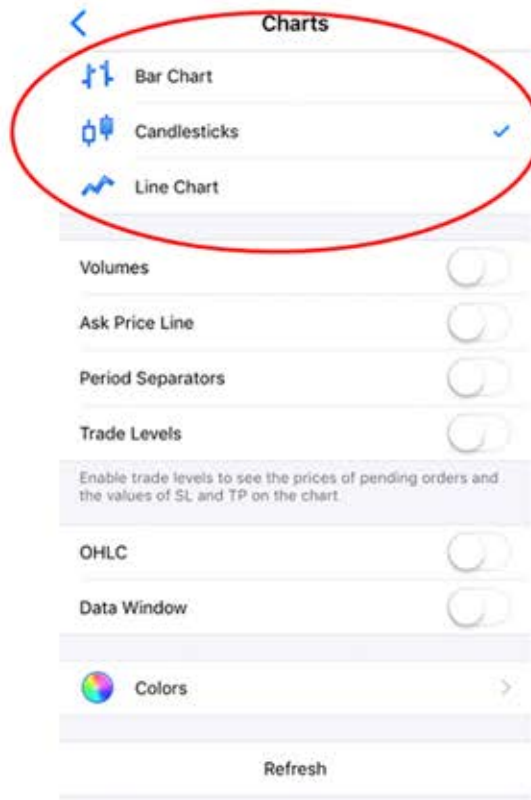 Charts
Bar Chart
Candlesticks
Line Chart
Volumes
Ask Price Line
Period Separators
Trade Levels
Enable trade levels to see the prices of pending orders and
the values of SL and TP on the chart
OHLC
Data Window
Colors
Refresh